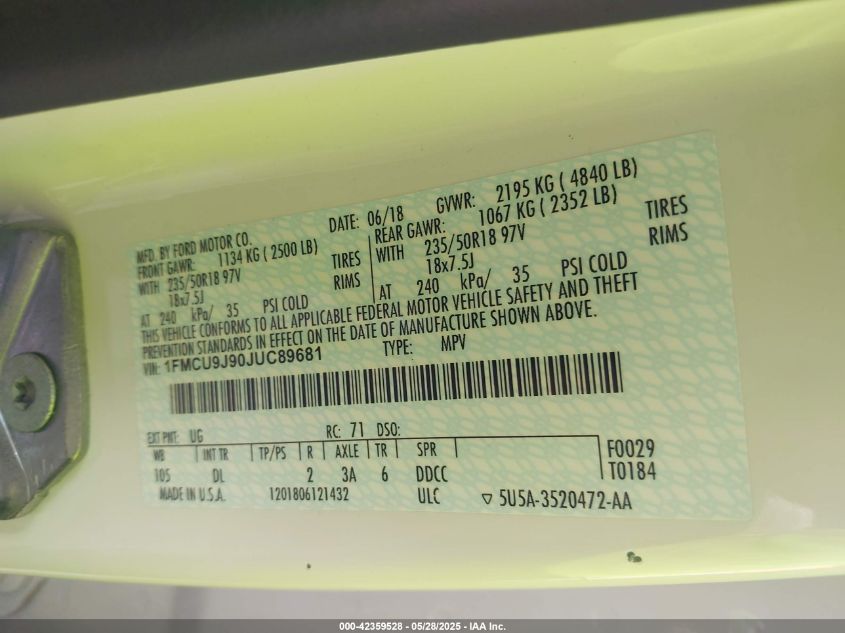 MFD. BY FORD MOTOR CO. DATE: 06/18 GVWR: 2195 KG ( 4840 LB)
FRONT GAWR: 1134 KG ( 2500 LB) REAR GAWR: 1067 KG ( 2352 LB)
WITH 235/50R18 97V TIRES WITH 235/50R18 97V TIRES
18x7.5J RIMS 18x7.5J RIMS
AT 240 kPa/ 35 PSI COLD AT 240 kPa/ 35 PSI COLD
THIS VEHICLE CONFORMS TO ALL APPLICABLE FEDERAL MOTOR VEHICLE SAFETY AND THEFT
PREVENTION STANDARDS IN EFFECT ON THE DATE OF MANUFACTURE SHOWN ABOVE.
VIN: 1FMCU9J90JUC89681 TYPE: MPV
EXT PNT: UG RC: 71 DSO:
WB INT TR TP/PS R AXLE TR SPR F0029
105 DL 2 3A 6 DDCC T0184
MADE IN U.S.A. 1201806121432 ULC ▽ 5U5A-3520472-AA
000-42359528 - 05/28/2025 - IAA Inc.